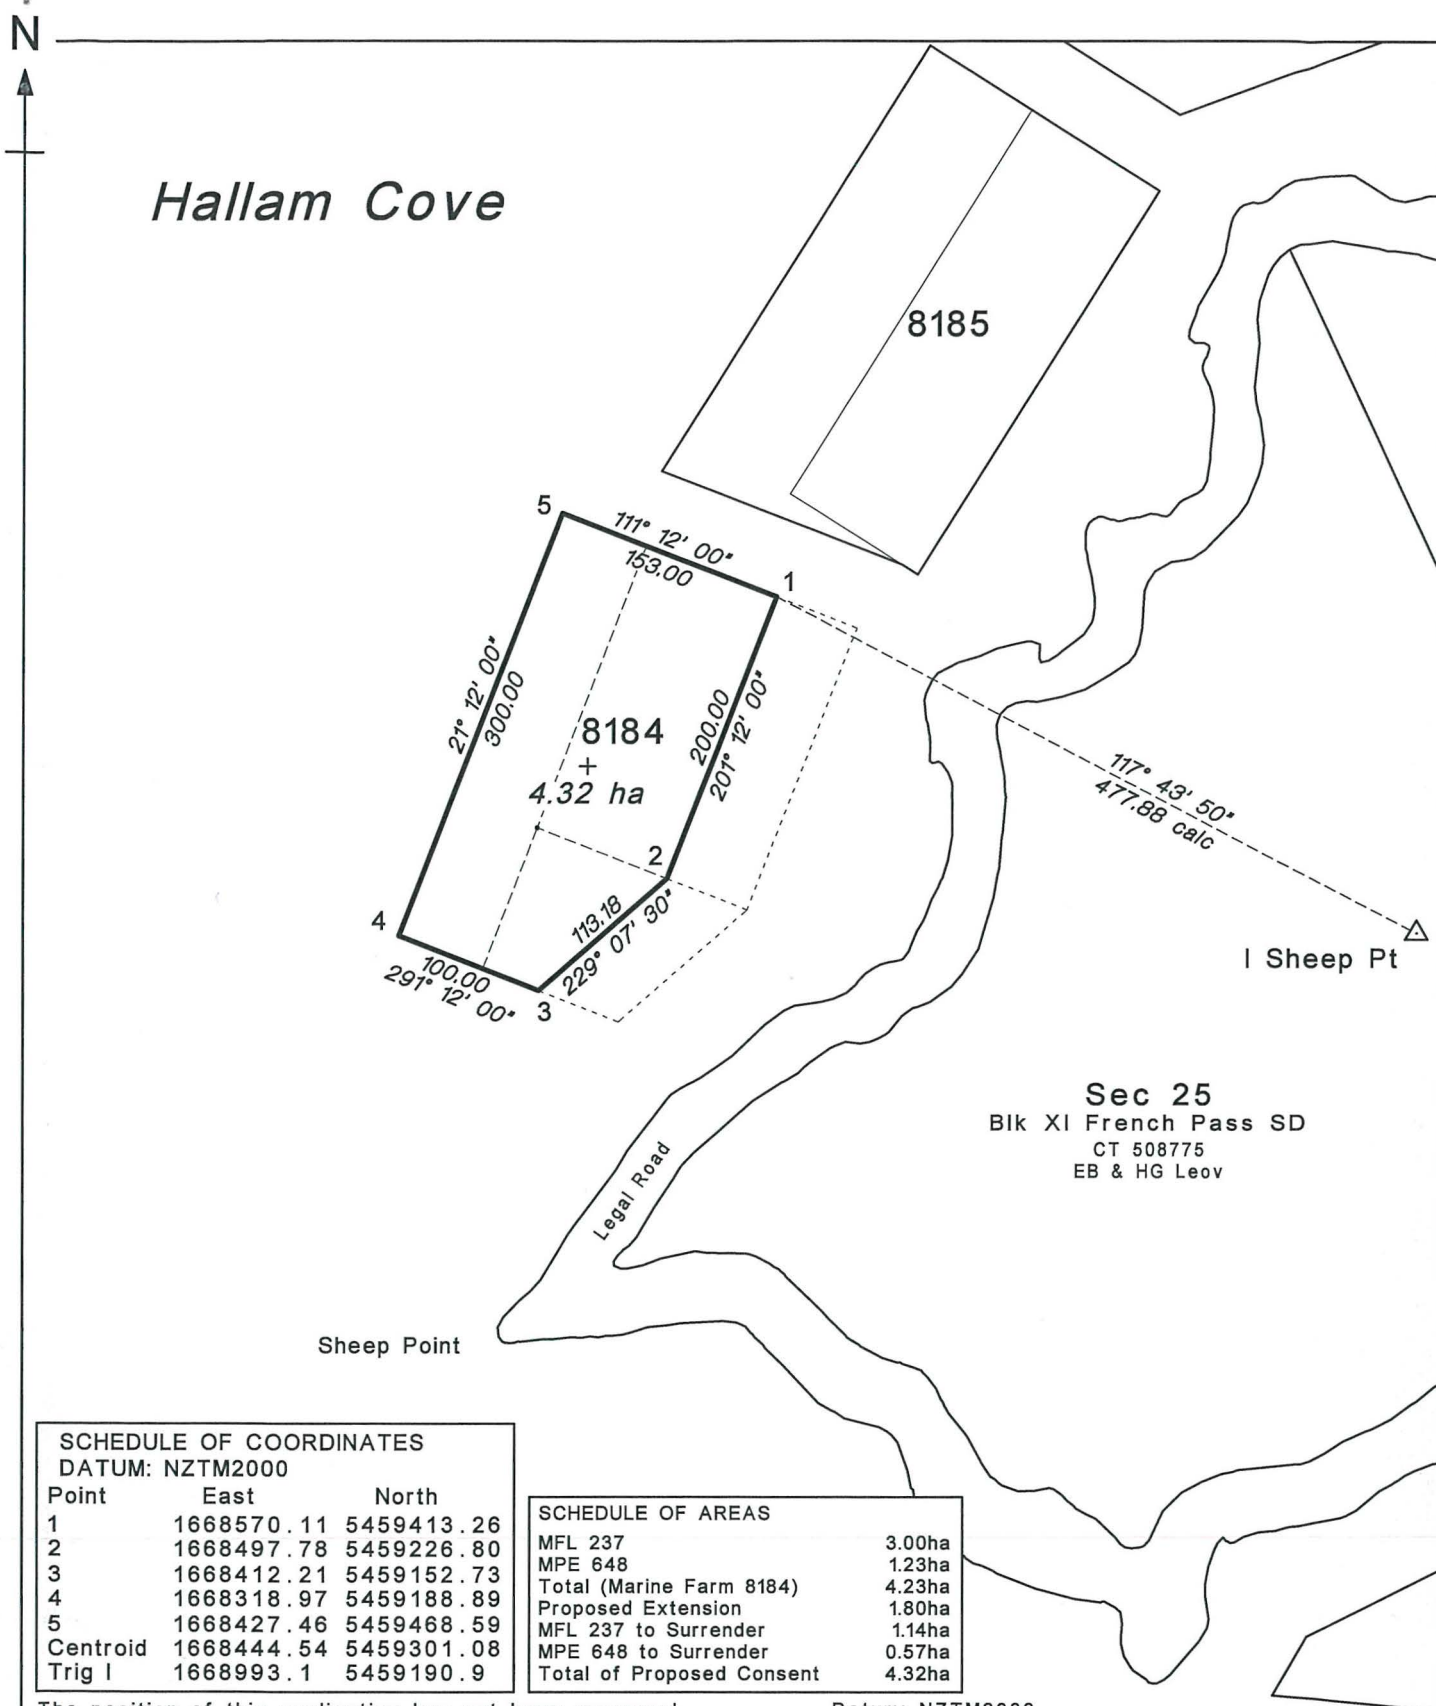 N
Hallam Cove
8185
5
111° 12' 00"
153.00
1
21° 12' 00"
300.00
8184
4.32 ha
200.00
201° 12' 00"
117° 43' 50"
477.88 calc
2
4
113.18
229° 07' 30"
100.00
291° 12' 00"
3
I Sheep Pt
Sec 25
Blk XI French Pass SD
CT 508775
EB & HG Leov
Legal Road
Sheep Point
SCHEDULE OF COORDINATES
DATUM: NZTM2000
Point East North
1 1668570.11 5459413.26
2 1668497.78 5459226.80
3 1668412.21 5459152.73
4 1668318.97 5459188.89
5 1668427.46 5459468.59
Centroid 1668444.54 5459301.08
Trig I 1668993.1 5459190.9
SCHEDULE OF AREAS
MFL 237 3.00ha
MPE 648 1.23ha
Total (Marine Farm 8184) 4.23ha
Proposed Extension 1.80ha
MFL 237 to Surrender 1.14ha
MPE 648 to Surrender 0.57ha
Total of Proposed Consent 4.32ha